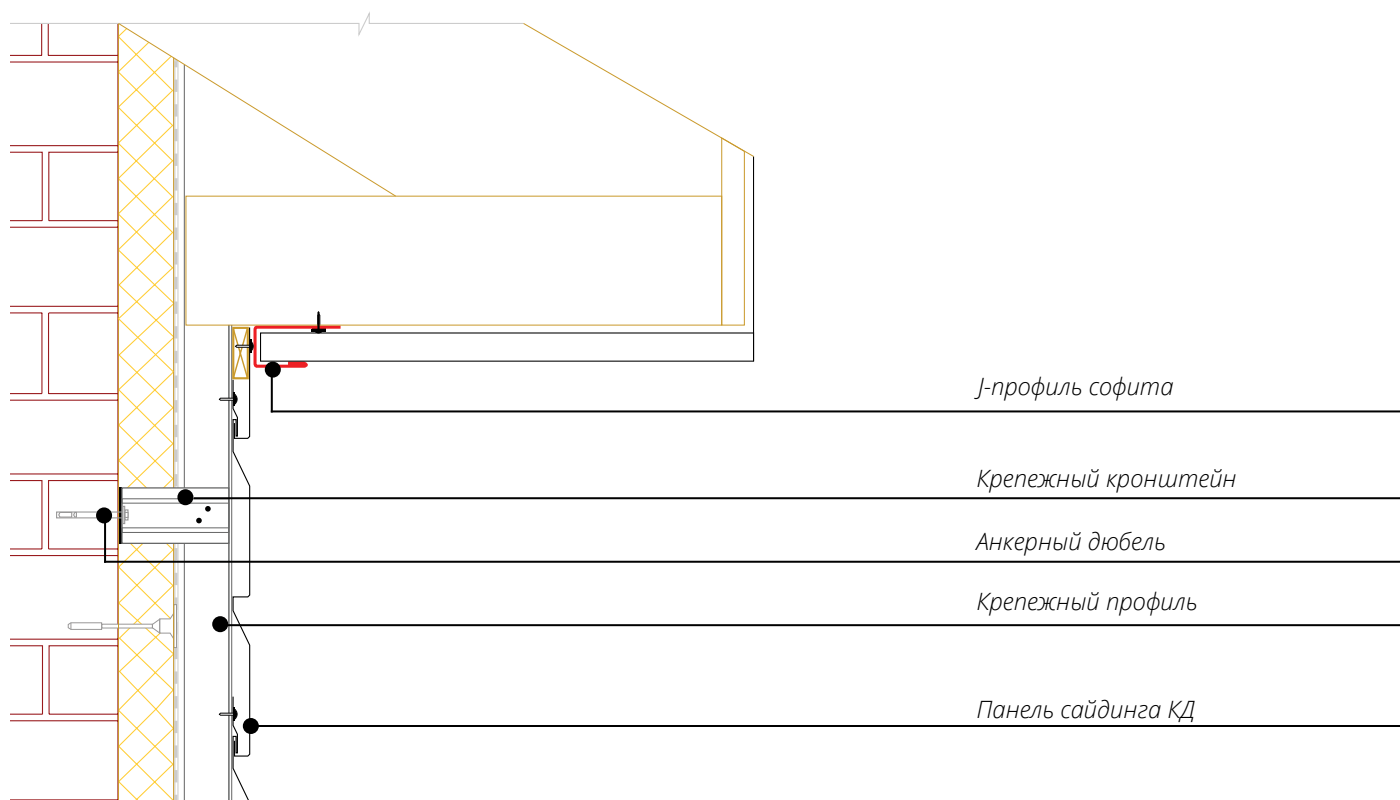 J-профиль софита
Крепежный кронштейн
Анкерный дюбель
Крепежный профиль
Панель сайдинга КД